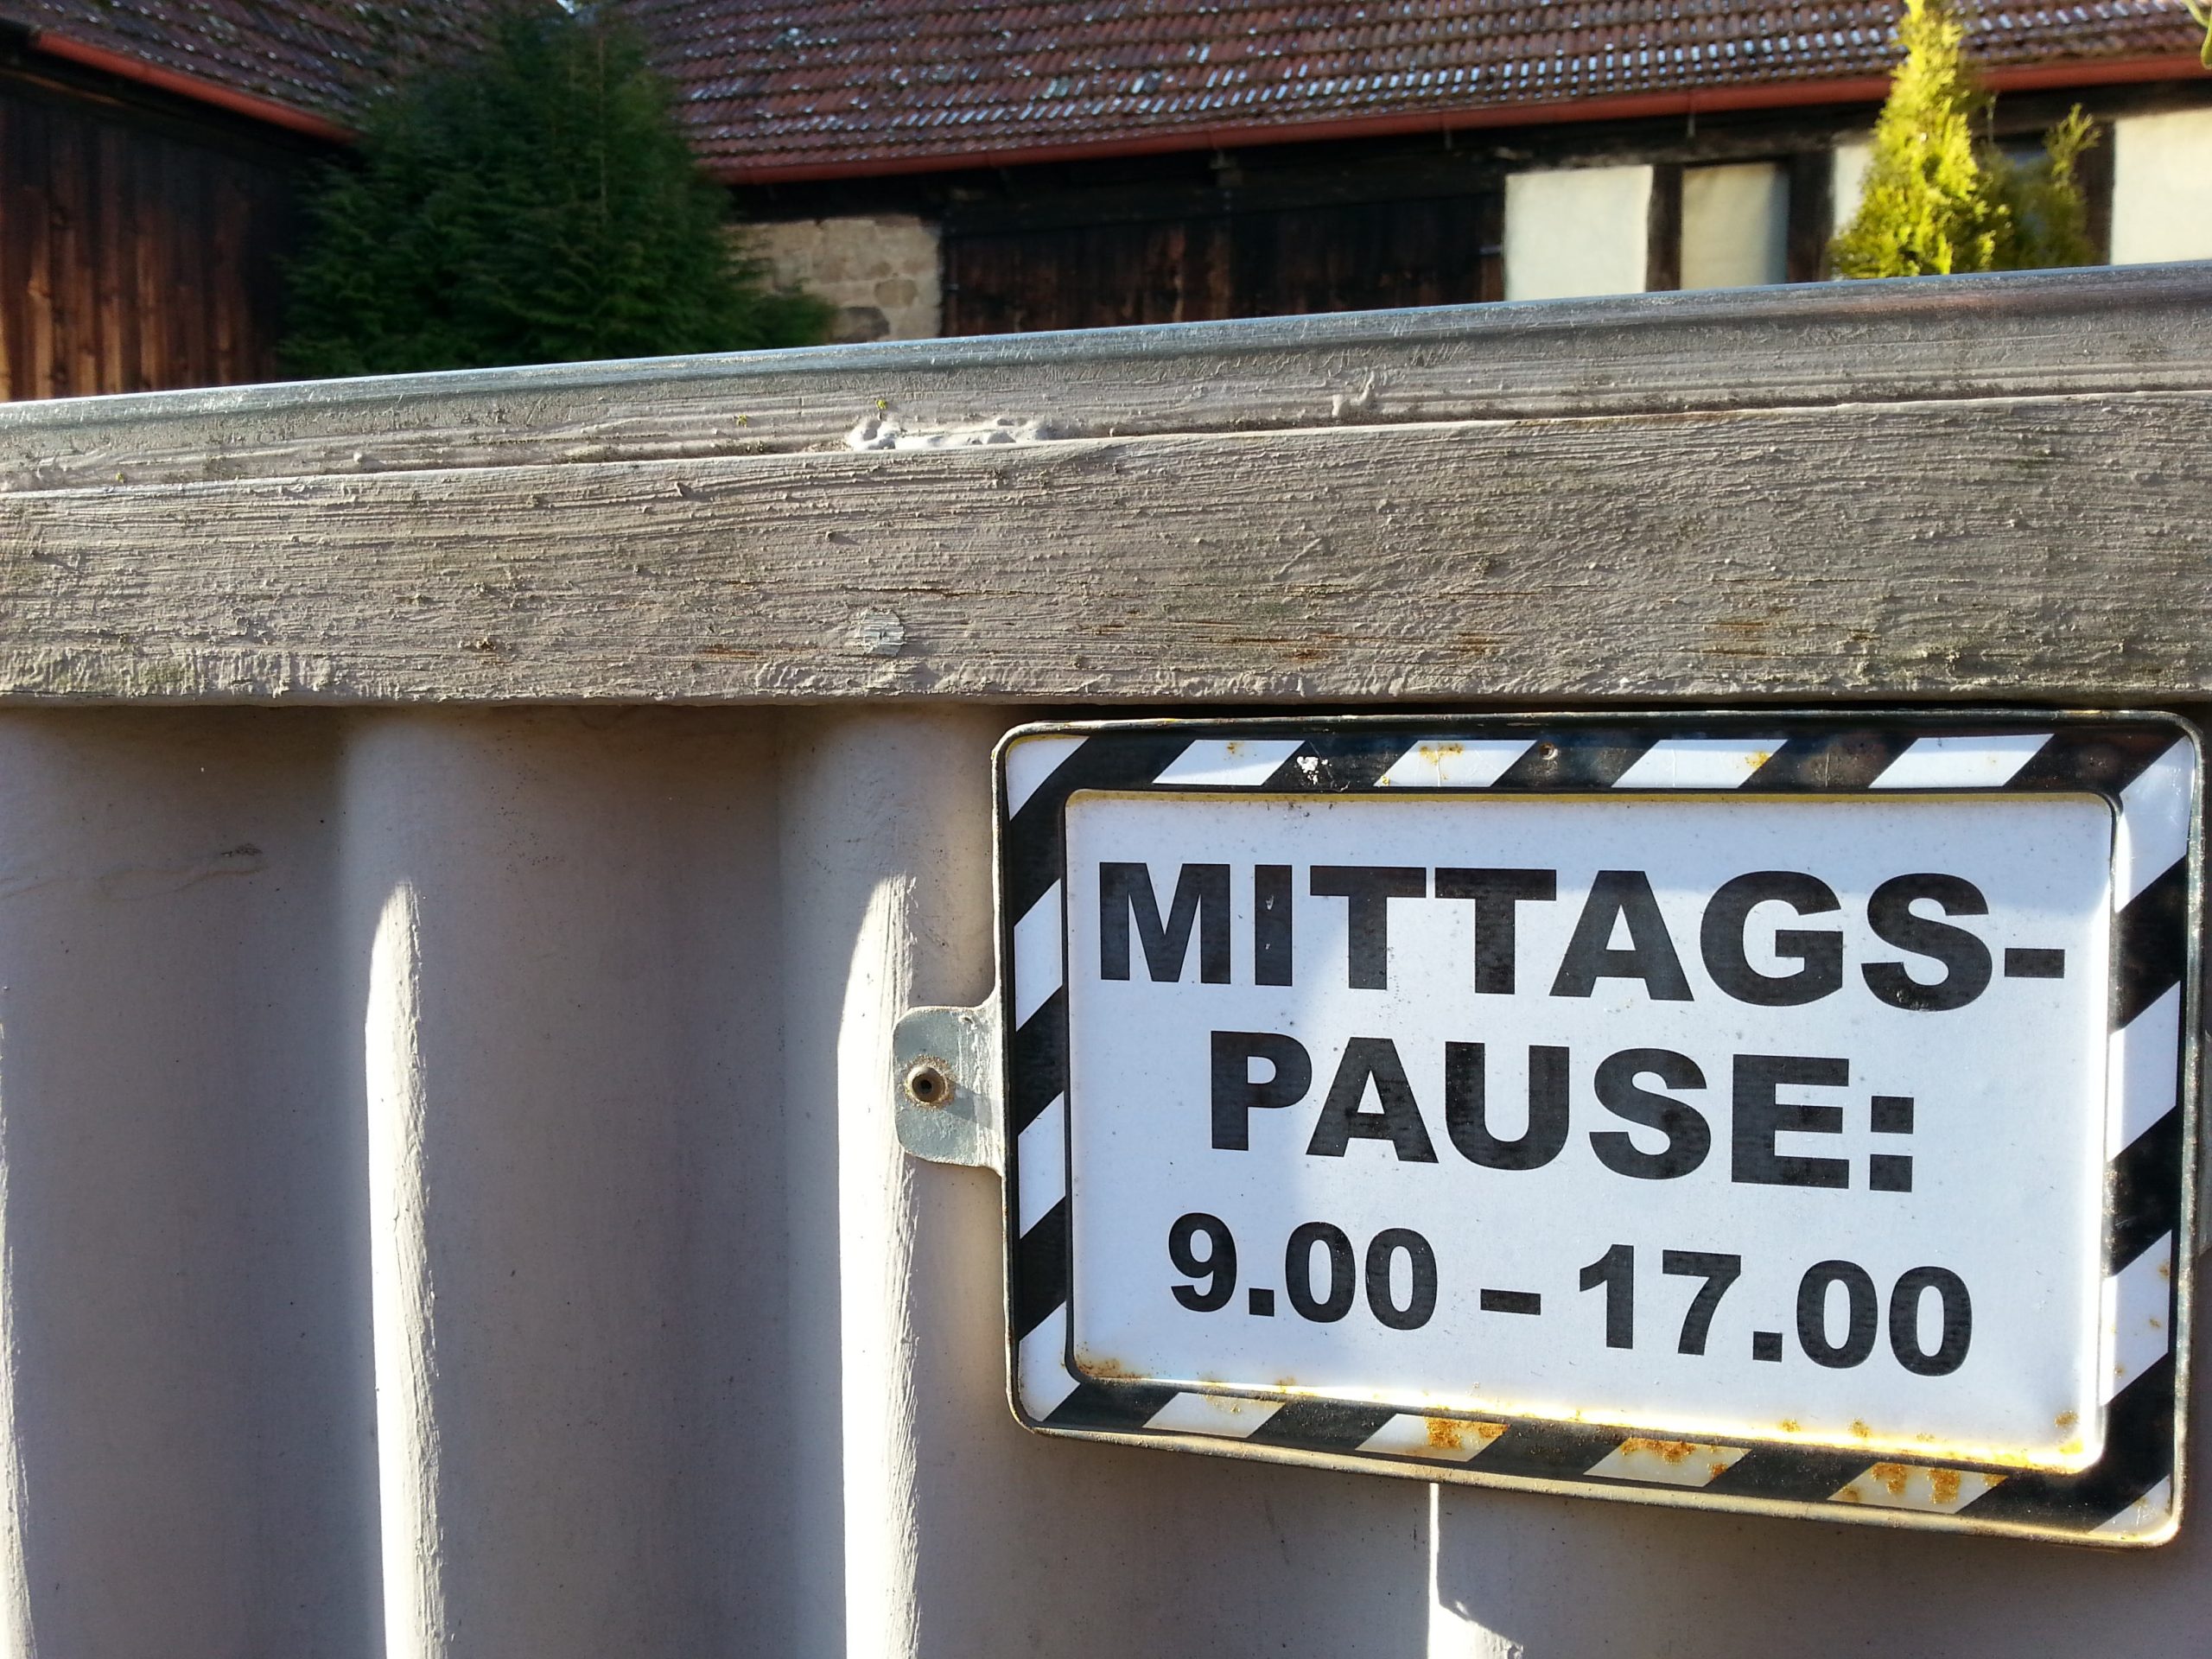 MITTAGS-
PAUSE:
9.00 – 17.00